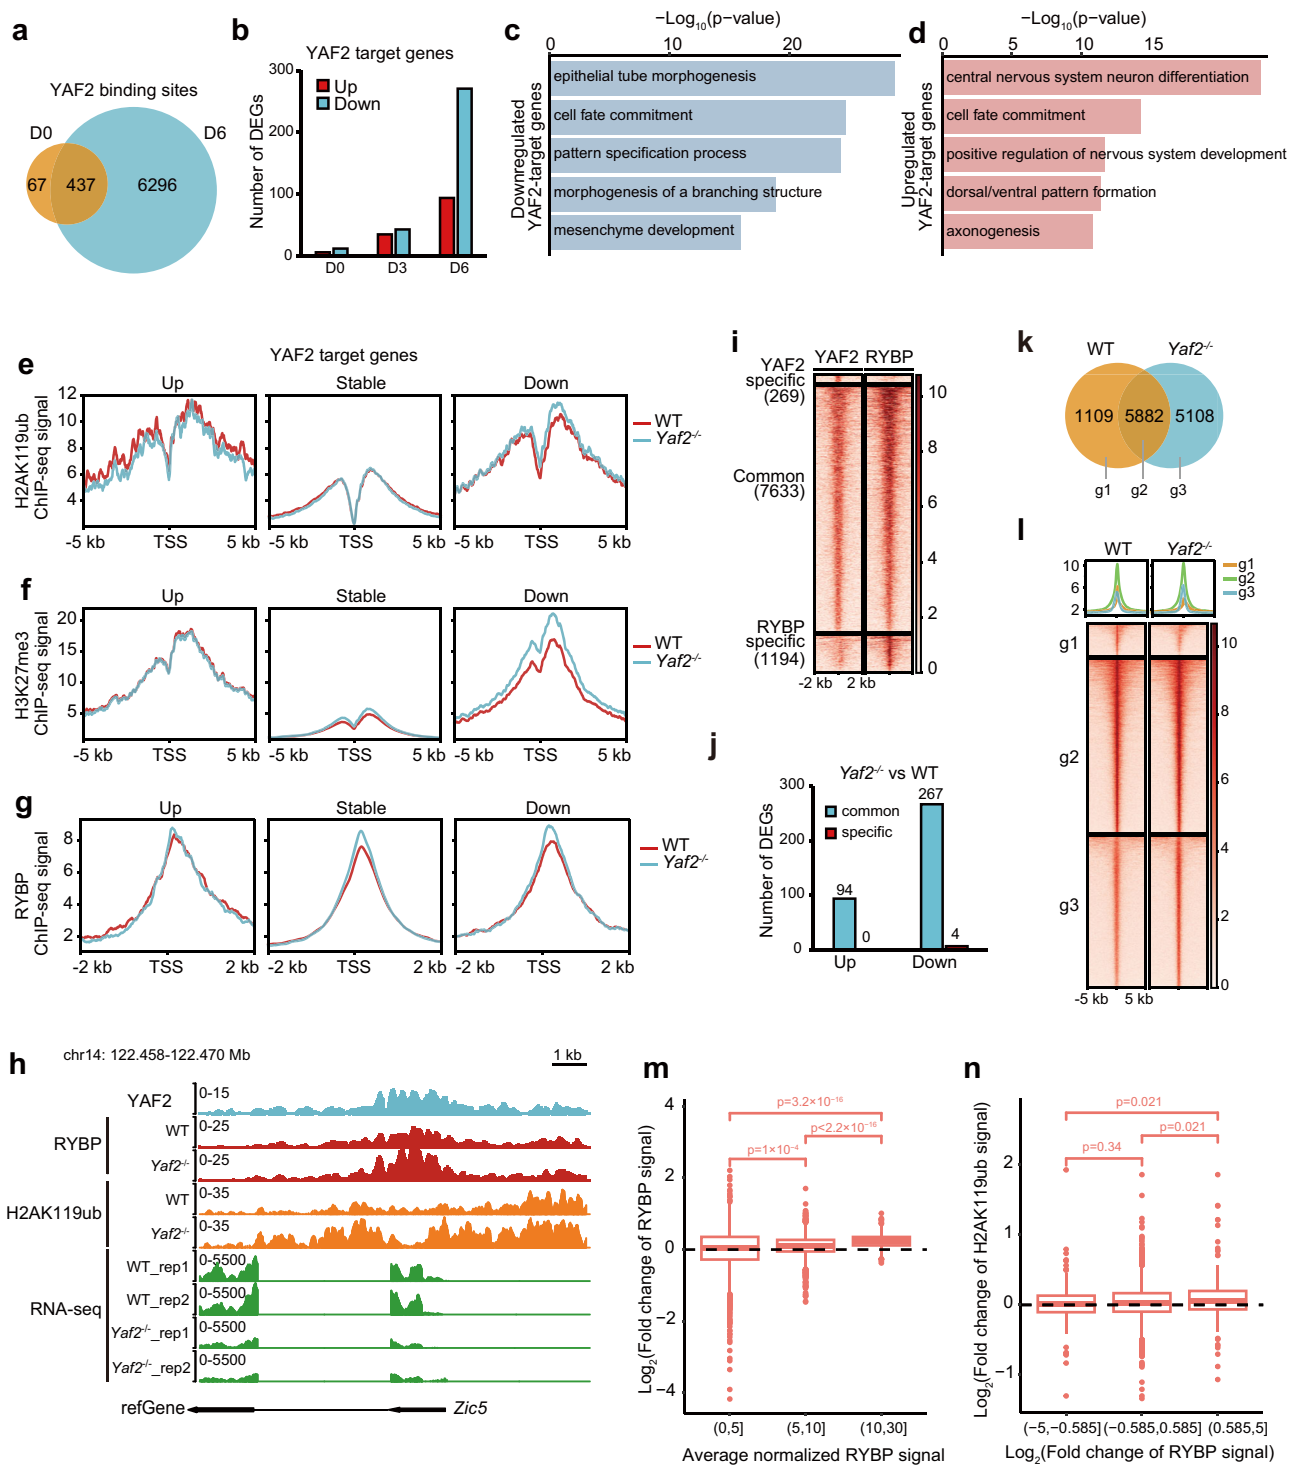 a
YAF2 binding sites
D0
D6
67
437
6296
b
YAF2 target genes
Number of DEGs
300
200
100
0
Up
Down
D0 D3 D6
c
−Log10(p−value)
0 10 20
Downregulated
YAF2-target genes
epithelial tube morphogenesis
cell fate commitment
pattern specification process
morphogenesis of a branching structure
mesenchyme development
d
−Log10(p−value)
0 5 10 15
Upregulated
YAF2-target genes
central nervous system neuron differentiation
cell fate commitment
positive regulation of nervous system development
dorsal/ventral pattern formation
axonogenesis
e
YAF2 target genes
Up Stable Down
H2AK119ub
ChIP-seq signal
12
10
8
6
4
WT
Yaf2-/-
-5 kb TSS 5 kb -5 kb TSS 5 kb -5 kb TSS 5 kb
f
Up Stable Down
H3K27me3
ChIP-seq signal
20
15
10
5
WT
Yaf2-/-
-5 kb TSS 5 kb -5 kb TSS 5 kb -5 kb TSS 5 kb
g
Up Stable Down
RYBP
ChIP-seq signal
8
6
4
2
WT
Yaf2-/-
-2 kb TSS 2 kb -2 kb TSS 2 kb -2 kb TSS 2 kb
h
chr14: 122.458-122.470 Mb
1 kb
YAF2 0-15
RYBP
WT 0-25
Yaf2-/- 0-25
H2AK119ub
WT 0-35
Yaf2-/- 0-35
RNA-seq
WT_rep1 0-5500
WT_rep2 0-5500
Yaf2-/-_rep1 0-5500
Yaf2-/-_rep2 0-5500
refGene Zic5
i
YAF2 RYBP
YAF2
specific
(269)
Common
(7633)
RYBP
specific
(1194)
10
8
6
4
2
0
-2 kb 2 kb
j
Yaf2-/- vs WT
Number of DEGs
300
200
100
0
common
specific
94
0
267
4
Up Down
k
WT Yaf2-/-
1109 5882 5108
g1 g2 g3
l
WT Yaf2-/-
10
6
2
g1
g2
g3
g1
g2
g3
10
8
6
4
2
0
-5 kb 5 kb
m
Log2(Fold change of RYBP signal)
4
2
0
−2
−4
p=3.2×10−16
p<2.2×10−16
p=1×10−4
(0,5] (5,10] (10,30]
Average normalized RYBP signal
n
Log2(Fold change of H2AK119ub signal)
2
1
0
−1
p=0.021
p=0.021
p=0.34
(−5,−0.585] (−0.585,0.585] (0.585,5]
Log2(Fold change of RYBP signal)